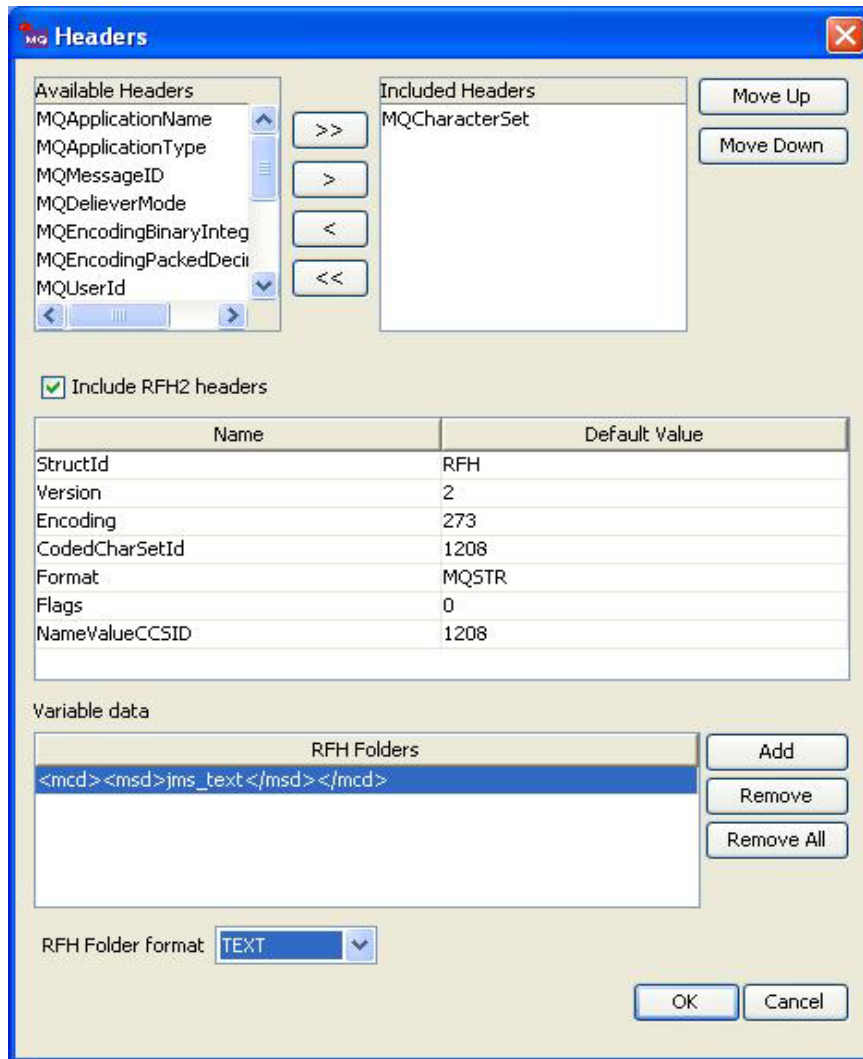 MQ Headers
Available Headers
MQApplicationName
MQApplicationType
MQMessageID
MQDelieverMode
MQEncodingBinaryInteg
MQEncodingPackedDeci
MQUserId
>>
>
<
<<
Included Headers
MQCharacterSet
Move Up
Move Down
Include RFH2 headers
Name Default Value
StructId RFH
Version 2
Encoding 273
CodedCharSetId 1208
Format MQSTR
Flags 0
NameValueCCSID 1208
Variable data
RFH Folders
<mcd><msd>jms_text</msd></mcd>
Add
Remove
Remove All
RFH Folder format TEXT
OK Cancel